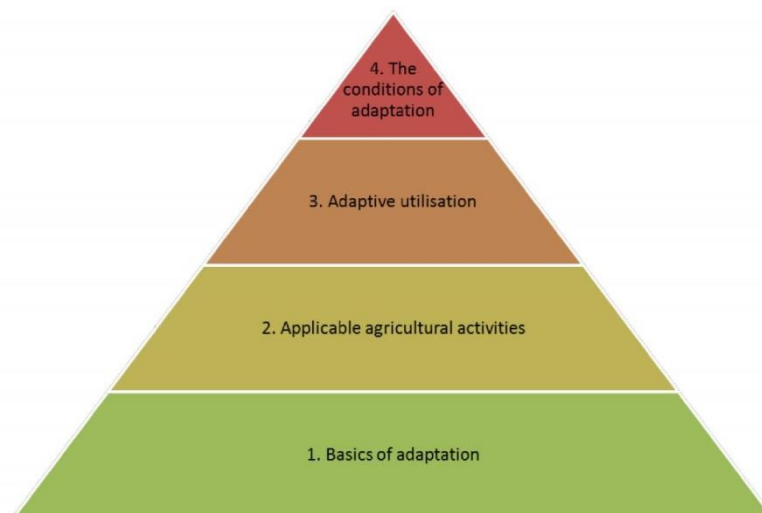 4. The
conditions of
adaptation
3. Adaptive utilisation
2. Applicable agricultural activities
1. Basics of adaptation